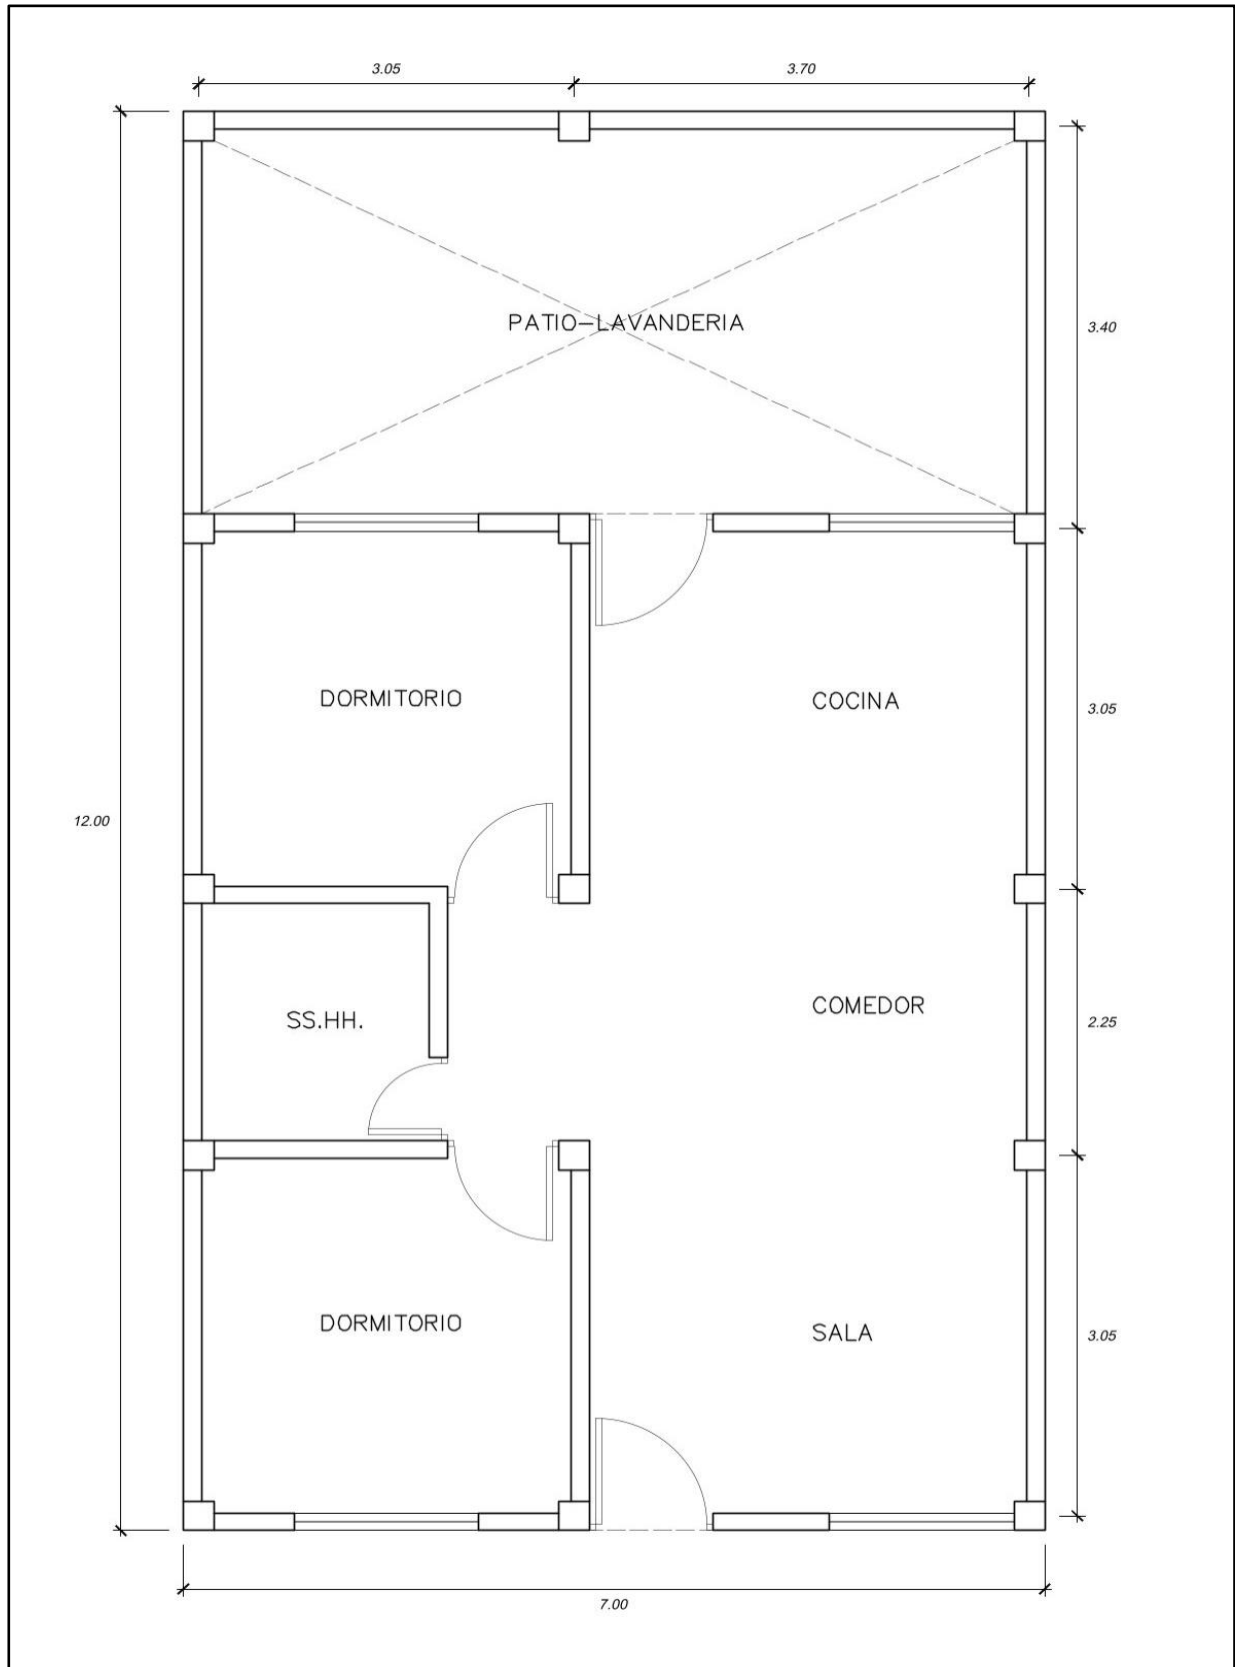 3.05
3.70
PATIO-LAVANDERIA
3.40
DORMITORIO
COCINA
3.05
12.00
COMEDOR
SS.HH.
2.25
DORMITORIO
SALA
3.05
7.00